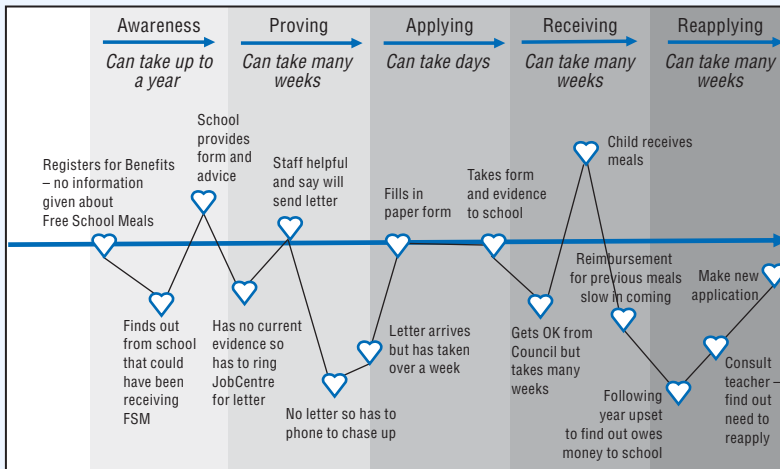 Awareness
Can take up to
a year
Proving
Can take many
weeks
Applying
Can take days
Receiving
Can take many
weeks
Reapplying
Can take many
weeks
Registers for Benefits
– no information
given about
Free School Meals
Finds out
from school
that could
have been
receiving
FSM
School
provides
form and
advice
Has no current
evidence so
has to ring
JobCentre
for letter
Staff helpful
and say will
send letter
No letter so has to
phone to chase up
Letter arrives
but has taken
over a week
Fills in
paper form
Takes form
and evidence
to school
Gets OK from
Council but
takes many
weeks
Child receives
meals
Reimbursement
for previous meals
slow in coming
Following
year upset
to find out owes
money to school
Consult
teacher –
find out
need to
reapply
Make new
application